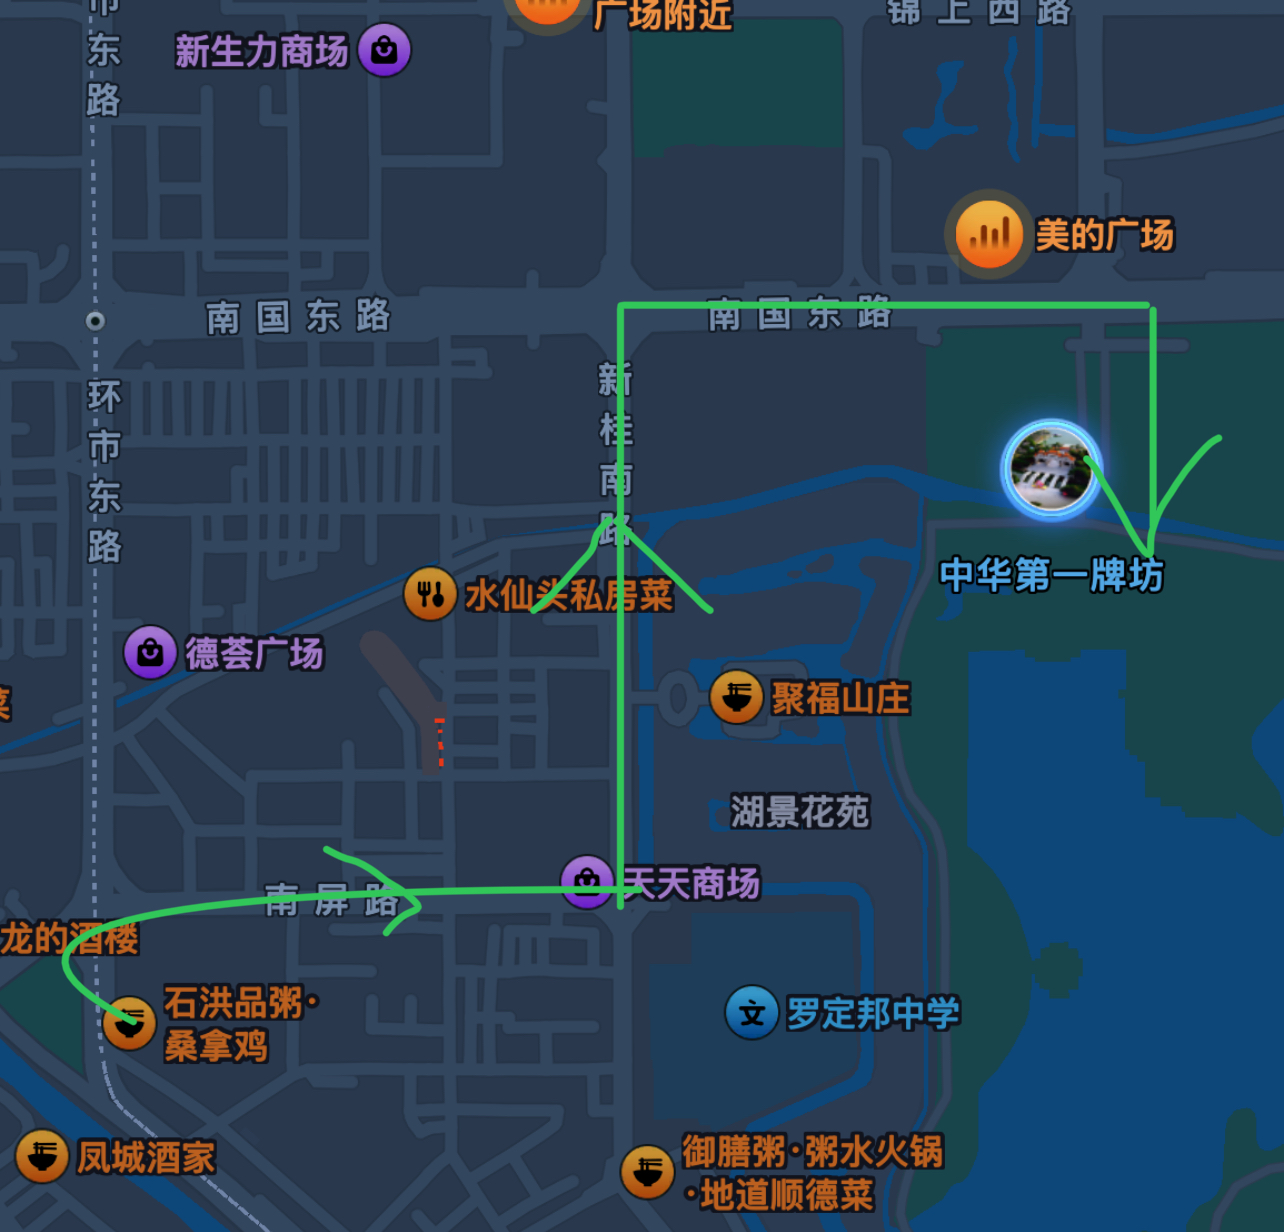 市东路
新生力商场
广场附近
锦上西路
美的广场
南国东路
南国东路
环市东路
新桂南路
中华第一牌坊
水仙头私房菜
德荟广场
菜
聚福山庄
湖景花苑
天天商场
南屏路
龙的酒楼
石洪品粥·
桑拿鸡
文
罗定邦中学
凤城酒家
御膳粥·粥水火锅
·地道顺德菜